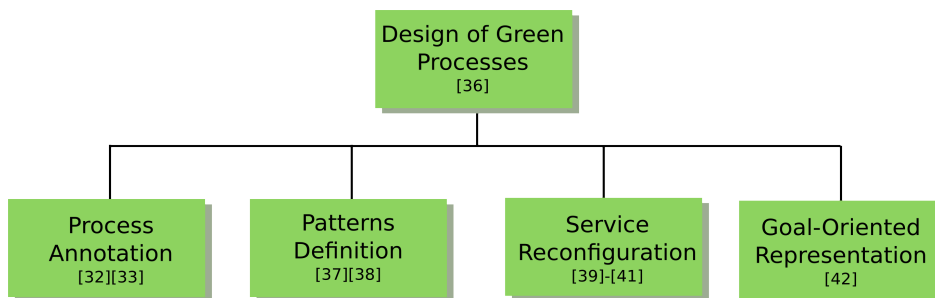 Design of Green
Processes
[36]
Process
Annotation
[32][33]
Patterns
Definition
[37][38]
Service
Reconfiguration
[39]-[41]
Goal-Oriented
Representation
[42]